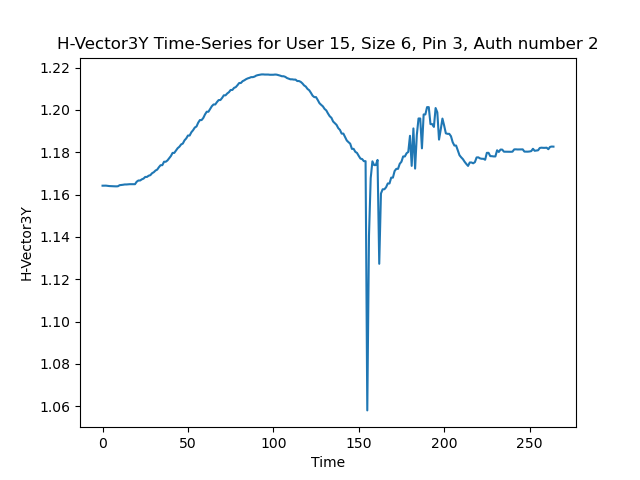 H-Vector3Y Time-Series for User 15, Size 6, Pin 3, Auth number 2
1.22
1.20
1.18
1.16
1.14
1.12
1.10
1.08
1.06
H-Vector3Y
0 50 100 150 200 250
Time